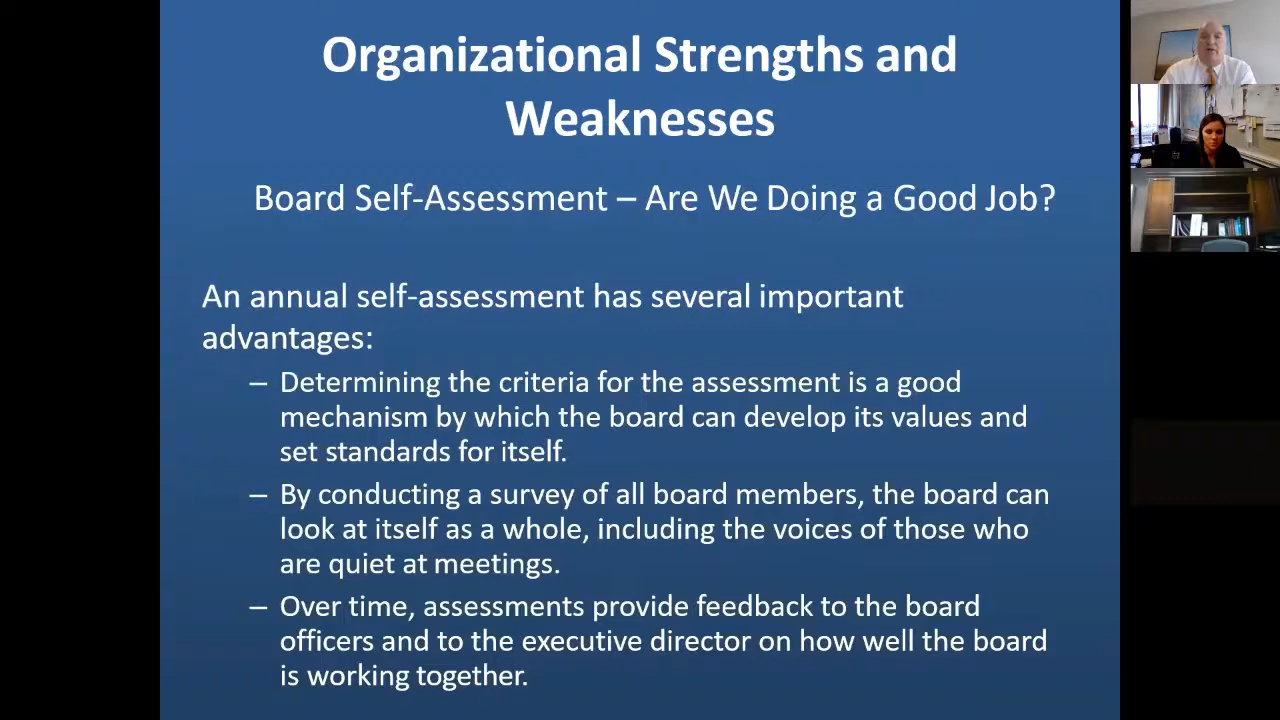 Organizational Strengths and
Weaknesses
Board Self-Assessment – Are We Doing a Good Job?
An annual self-assessment has several important
advantages:
– Determining the criteria for the assessment is a good
mechanism by which the board can develop its values and
set standards for itself.
– By conducting a survey of all board members, the board can
look at itself as a whole, including the voices of those who
are quiet at meetings.
– Over time, assessments provide feedback to the board
officers and to the executive director on how well the board
is working together.